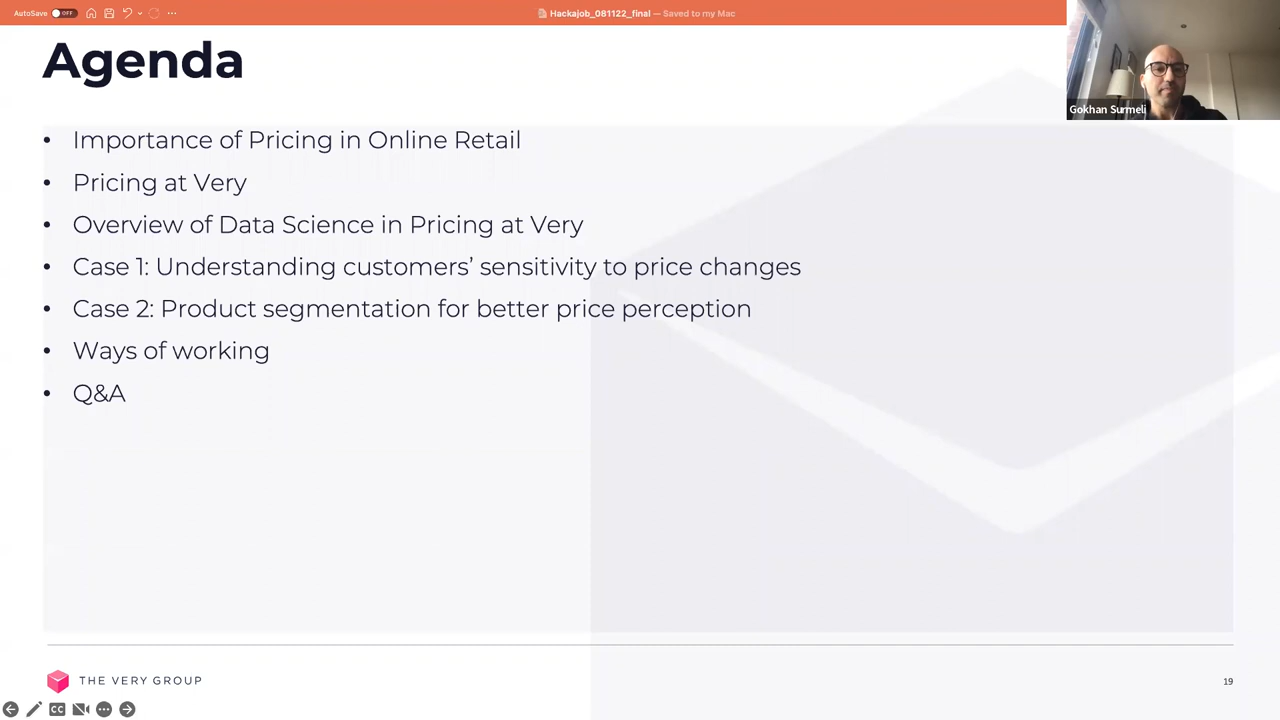 AutoSave OFF
Hackajob_081122_final — Saved to my Mac
Agenda
Gokhan Surmeli
• Importance of Pricing in Online Retail
• Pricing at Very
• Overview of Data Science in Pricing at Very
• Case 1: Understanding customers’ sensitivity to price changes
• Case 2: Product segmentation for better price perception
• Ways of working
• Q&A
THE VERY GROUP
19
CC